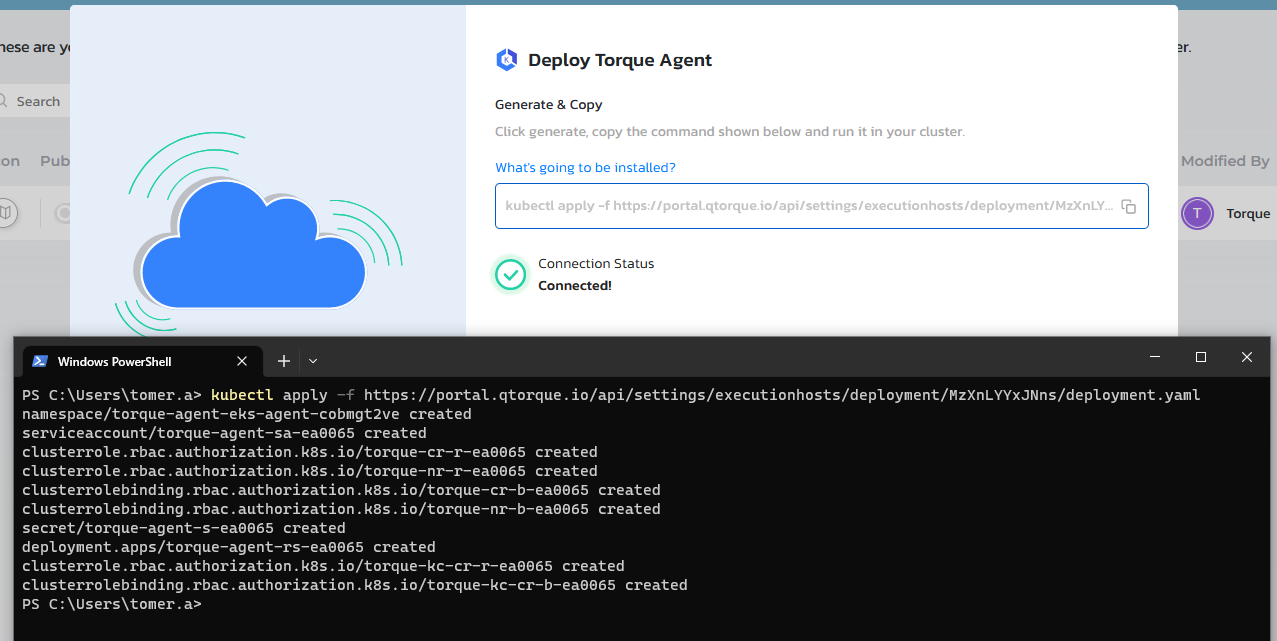 hese are yo
er.
Search
on Pub
Modified By
T Torque
Deploy Torque Agent
Generate & Copy
Click generate, copy the command shown below and run it in your cluster.
What's going to be installed?
kubectl apply -f https://portal.qtorque.io/api/settings/executionhosts/deployment/MzXnLY...
Connection Status
Connected!
Windows PowerShell
PS C:\Users\tomer.a> kubectl apply -f https://portal.qtorque.io/api/settings/executionhosts/deployment/MzXnLYYxJNns/deployment.yaml
namespace/torque-agent-eks-agent-cobmgt2ve created
serviceaccount/torque-agent-sa-ea0065 created
clusterrole.rbac.authorization.k8s.io/torque-cr-r-ea0065 created
clusterrole.rbac.authorization.k8s.io/torque-nr-r-ea0065 created
clusterrolebinding.rbac.authorization.k8s.io/torque-cr-b-ea0065 created
clusterrolebinding.rbac.authorization.k8s.io/torque-nr-b-ea0065 created
secret/torque-agent-s-ea0065 created
deployment.apps/torque-agent-rs-ea0065 created
clusterrole.rbac.authorization.k8s.io/torque-kc-cr-r-ea0065 created
clusterrolebinding.rbac.authorization.k8s.io/torque-kc-cr-b-ea0065 created
PS C:\Users\tomer.a>